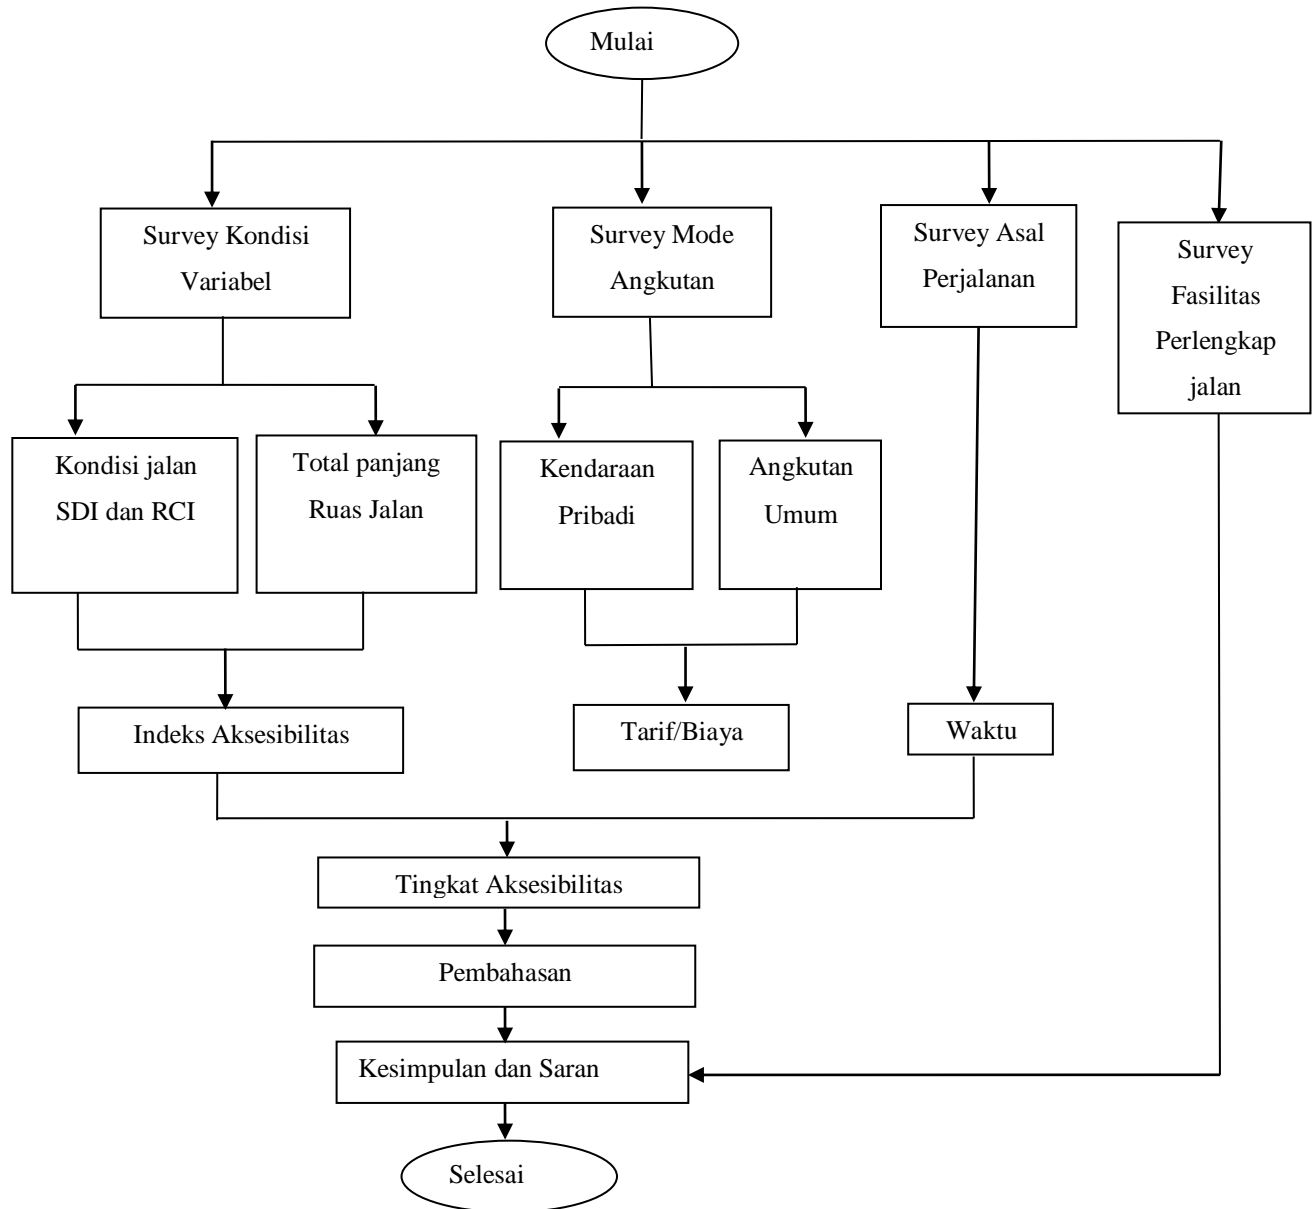 Mulai
Survey Kondisi
Variabel
Survey Mode
Angkutan
Survey Asal
Perjalanan
Survey
Fasilitas
Perlengkap
jalan
Kondisi jalan
SDI dan RCI
Total panjang
Ruas Jalan
Kendaraan
Pribadi
Angkutan
Umum
Indeks Aksesibilitas
Tarif/Biaya
Waktu
Tingkat Aksesibilitas
Pembahasan
Kesimpulan dan Saran
Selesai